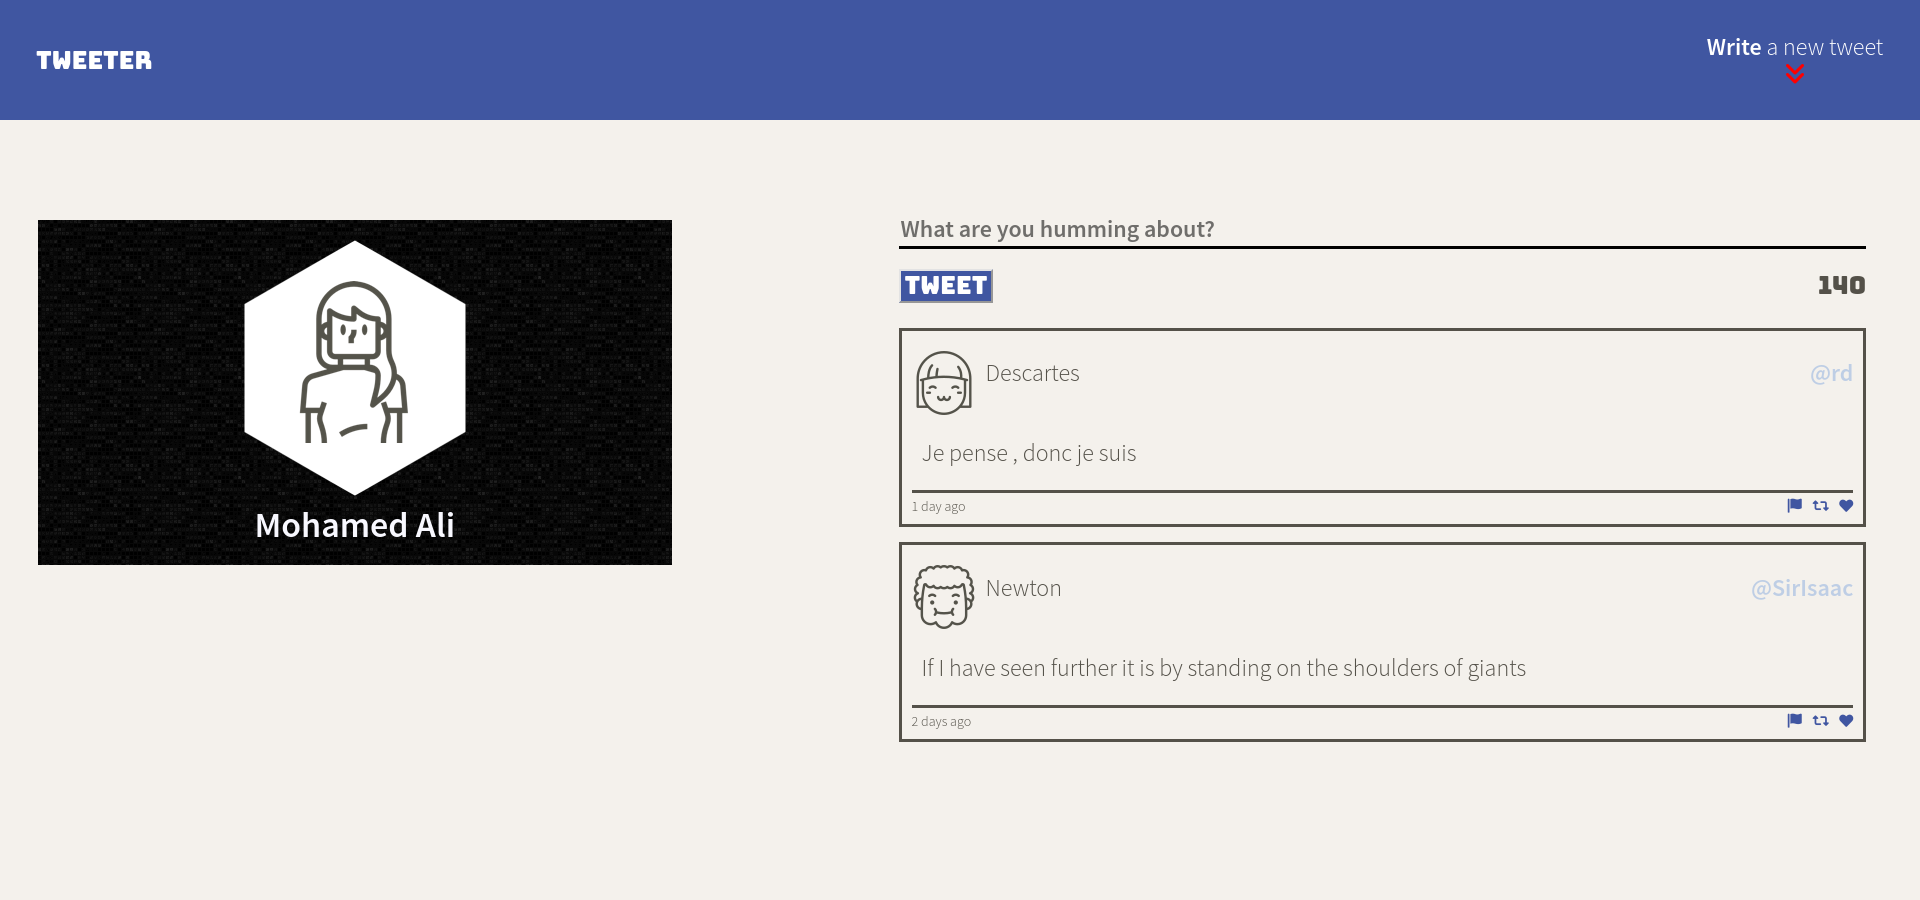 TWEETER
Write a new tweet
Mohamed Ali
What are you humming about?
TWEET
140
Descartes
@rd
Je pense , donc je suis
1 day ago
Newton
@SirIsaac
If I have seen further it is by standing on the shoulders of giants
2 days ago